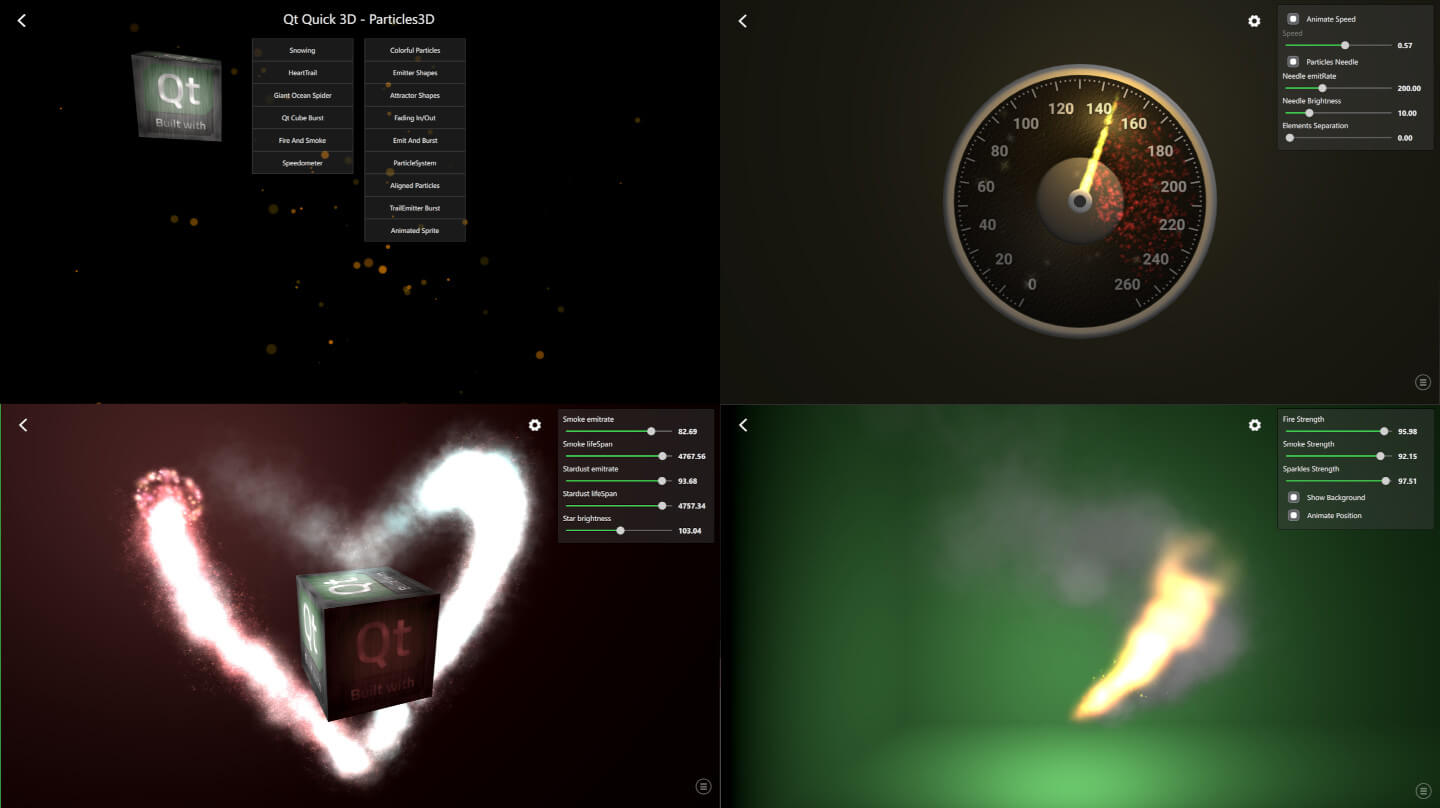 Qt Quick 3D - Particles3D
Qt
Built with
Snowing
HeartTrail
Giant Ocean Spider
Qt Cube Burst
Fire And Smoke
Speedometer
Colorful Particles
Emitter Shapes
Attractor Shapes
Fading In/Out
Emit And Burst
ParticleSystem
Aligned Particles
TrailEmitter Burst
Animated Sprite
Animate Speed
Speed
0.57
Particles Needle
Needle emitRate
200.00
Needle Brightness
10.00
Elements Separation
0.00
0
20
40
60
80
100
120
140
160
180
200
220
240
260
Smoke emitrate
82.69
Smoke lifeSpan
4767.56
Stardust emitrate
93.68
Stardust lifeSpan
4757.34
Star brightness
103.04
Qt
Qt
Qt
Built with
Fire Strength
95.98
Smoke Strength
92.15
Sparkles Strength
97.51
Show Background
Animate Position